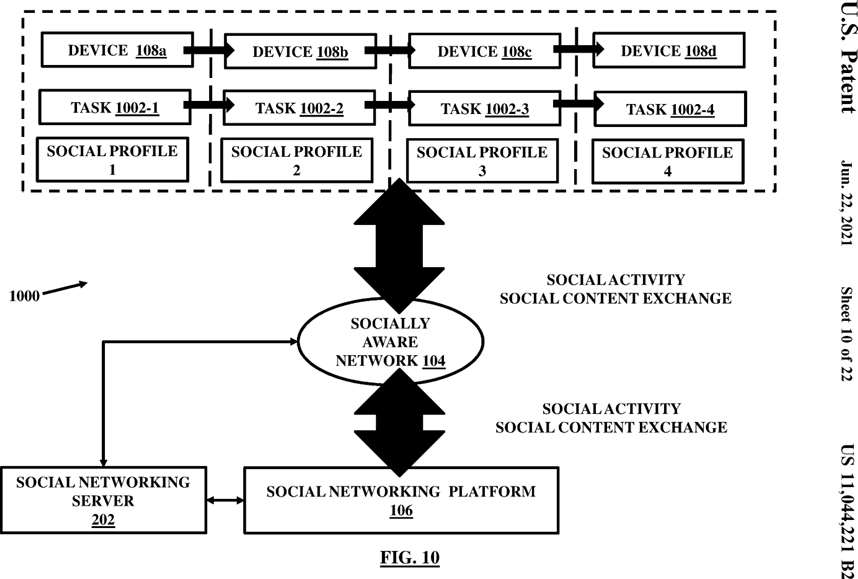 DEVICE 108a
DEVICE 108b
DEVICE 108c
DEVICE 108d
TASK 1002-1
TASK 1002-2
TASK 1002-3
TASK 1002-4
SOCIAL PROFILE
1
SOCIAL PROFILE
2
SOCIAL PROFILE
3
SOCIAL PROFILE
4
1000
SOCIAL ACTIVITY
SOCIAL CONTENT EXCHANGE
SOCIALLY
AWARE
NETWORK 104
SOCIAL ACTIVITY
SOCIAL CONTENT EXCHANGE
SOCIAL NETWORKING
SERVER
202
SOCIAL NETWORKING PLATFORM
106
FIG. 10
U.S. Patent
Jun. 22, 2021
Sheet 10 of 22
US 11,044,221 B2